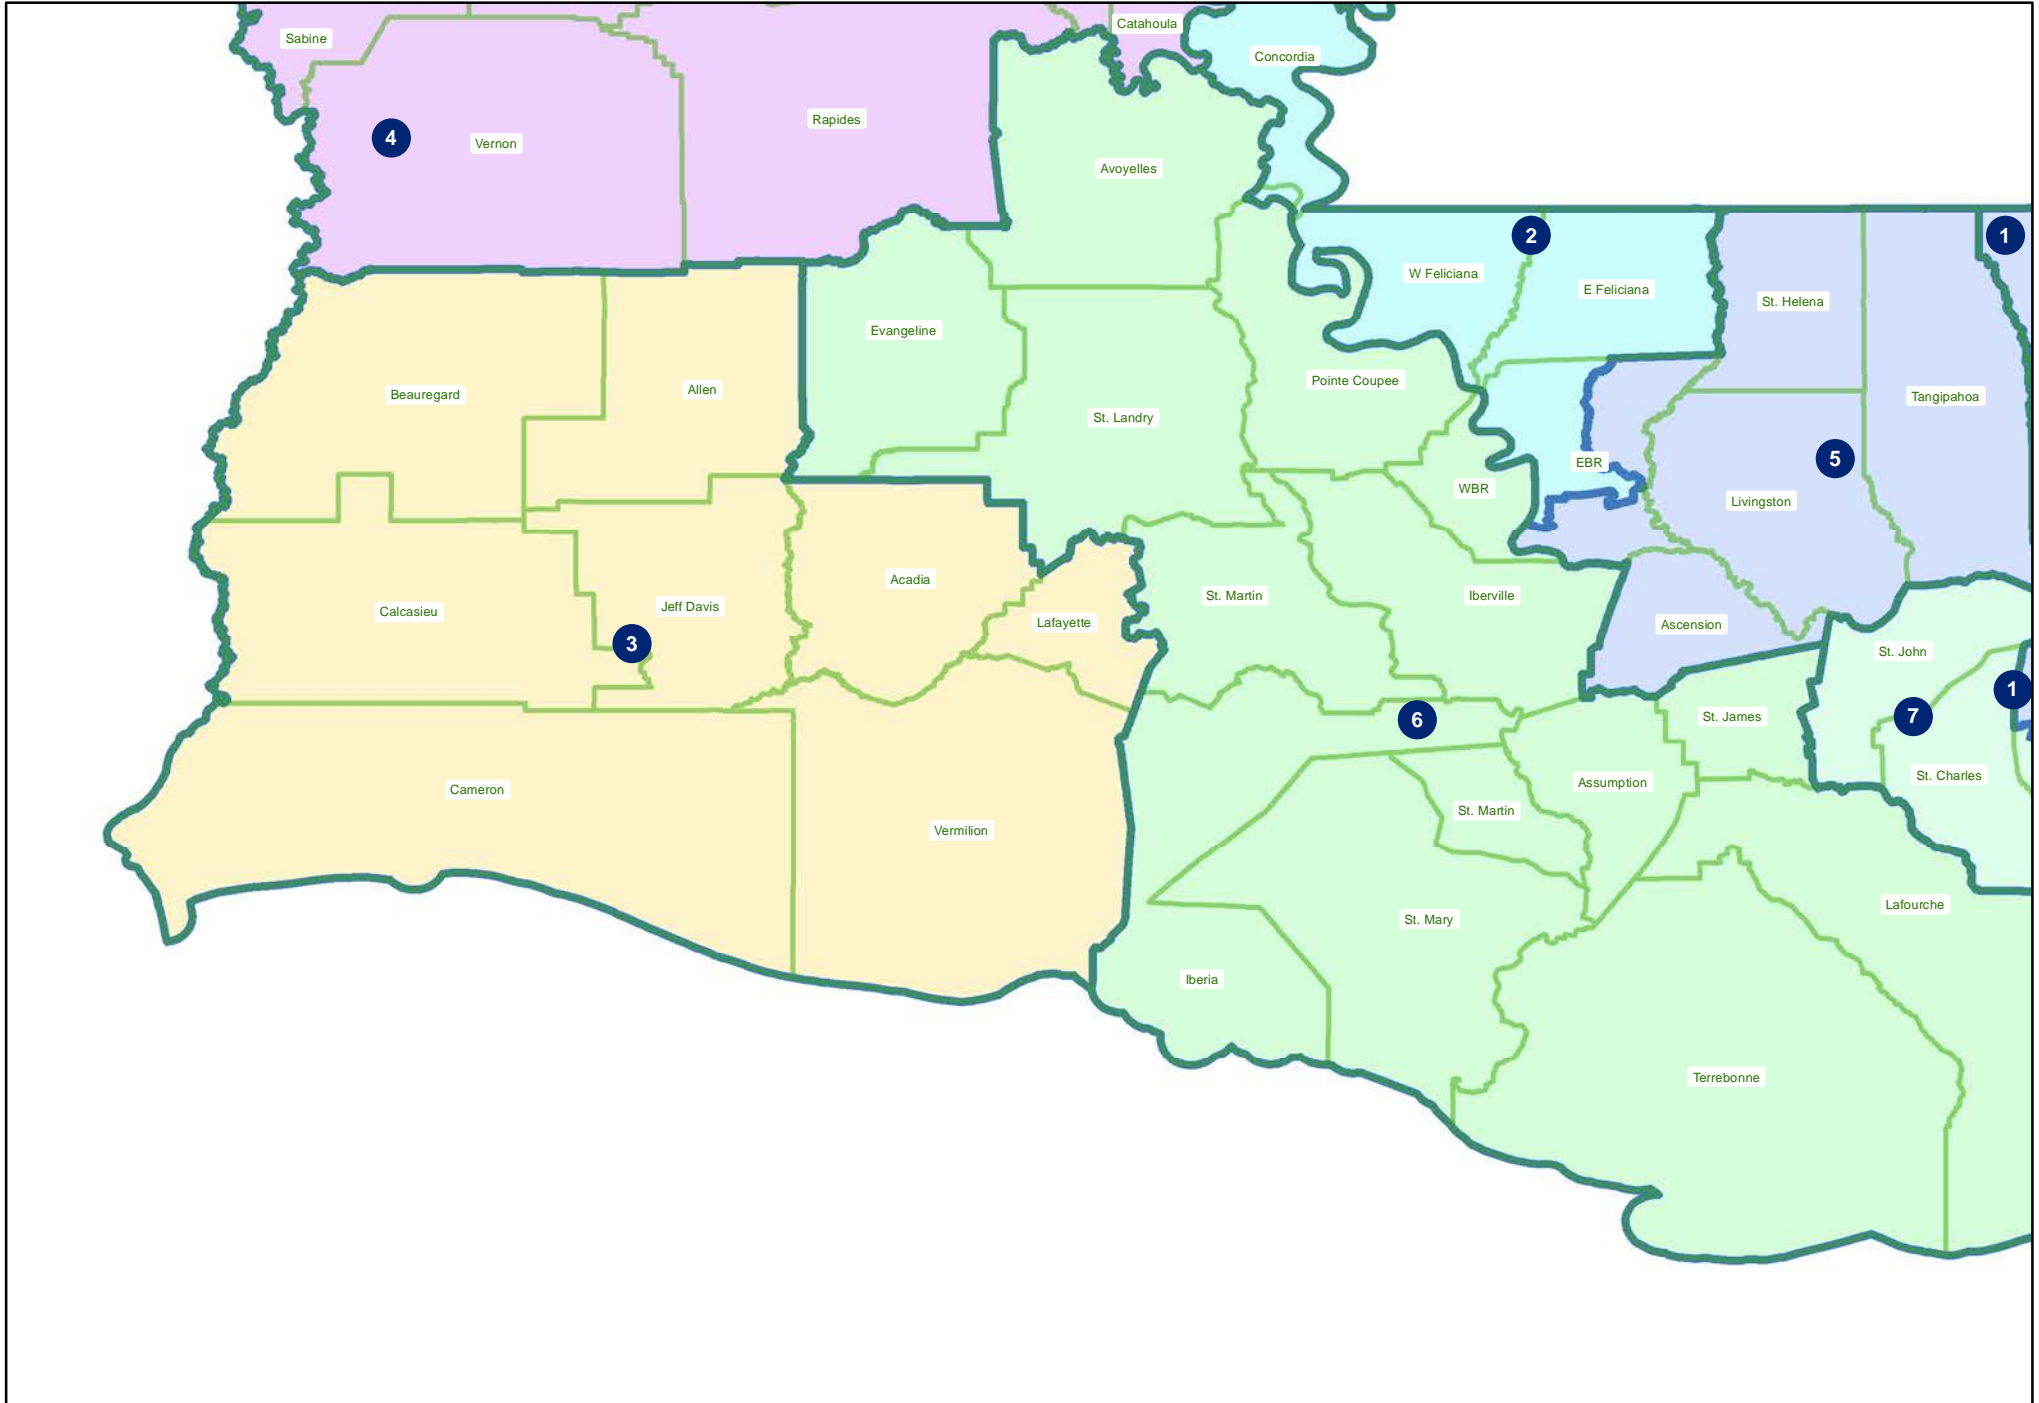 Catahoula
Sabine
Concordia
Rapides
4
Vernon
Avoyelles
2
1
W Feliciana
E Feliciana
St. Helena
Evangeline
Pointe Coupee
Allen
Beauregard
Tangipahoa
St. Landry
5
EBR
WBR
Livingston
Acadia
St. Martin
Iberville
Jeff Davis
Calcasieu
Lafayette
Ascension
3
St. John
1
6
St. James
7
St. Charles
Assumption
Cameron
St. Martin
Vermilion
Lafourche
St. Mary
Iberia
Terrebonne